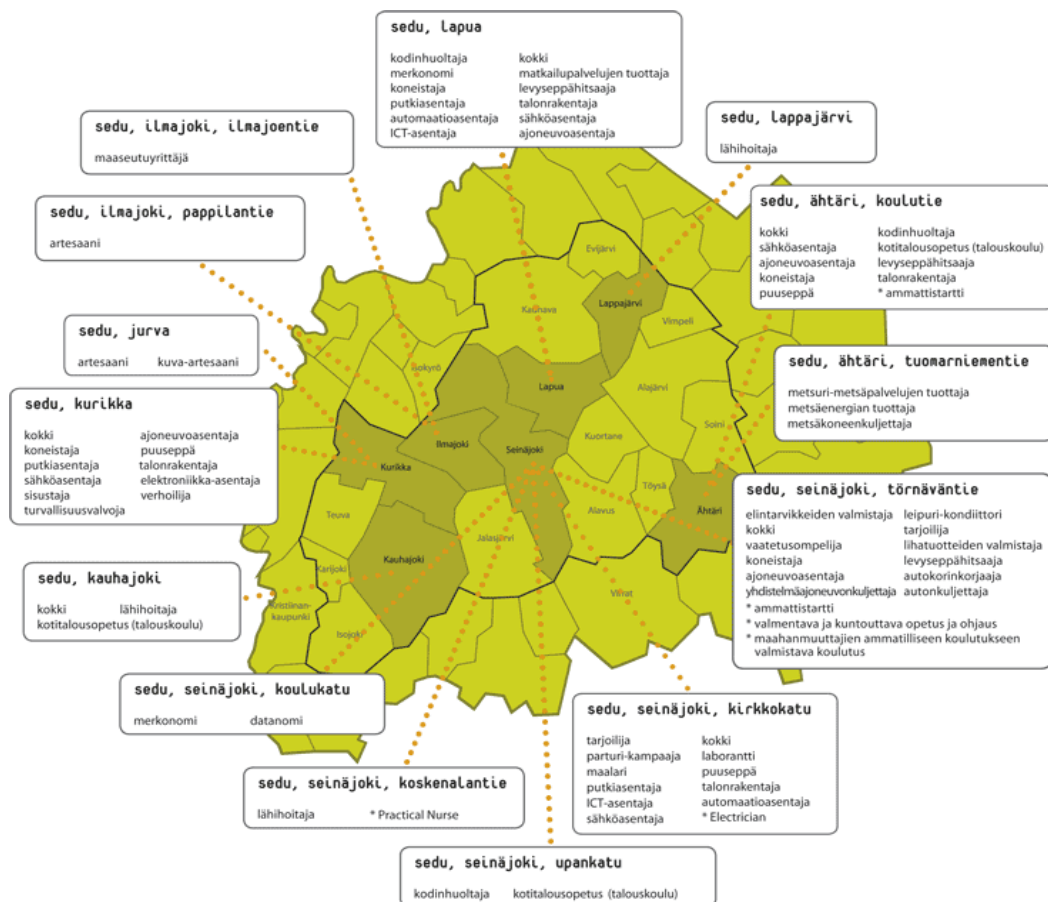 sedu, lapua
kodinhuoltaja kokki
merkonomi matkailupalvelujen tuottaja
koneistaja levyseppähitsaaja
putkiasentaja talonrakentaja
automaatioasentaja sähköasentaja
ICT-asentaja ajoneuvoasentaja
sedu, ilmajoki, ilmajoentie
maaseutuyrittäjä
sedu, lappajärvi
lähihoitaja
sedu, ilmajoki, pappilantie
artesaani
sedu, ähtäri, koulutie
kokki kodinhuoltaja
sähköasentaja kotitalousopetus (talouskoulu)
ajoneuvoasentaja levyseppähitsaaja
koneistaja talonrakentaja
puuseppä * ammattistartti
sedu, jurva
artesaani kuva-artesaani
sedu, ähtäri, tuomarniementie
metsuri-metsäpalvelujen tuottaja
metsäenergian tuottaja
metsäkoneenkuljettaja
sedu, kurikka
kokki ajoneuvoasentaja
koneistaja puuseppä
putkiasentaja talonrakentaja
sähköasentaja elektroniikka-asentaja
sisustaja verhoilija
turvallisuusvalvoja
sedu, seinäjoki, törnäväntie
elintarvikkeiden valmistaja leipuri-kondiittori
kokki tarjoilija
vaatetusompelija lihatuotteiden valmistaja
koneistaja levyseppähitsaaja
ajoneuvoasentaja autokorinkorjaaja
yhdistelmäajoneuvonkuljettaja autonkuljettaja
* ammattistartti
* valmentava ja kuntouttava opetus ja ohjaus
* maahanmuuttajien ammatilliseen koulutukseen
valmistava koulutus
sedu, kauhajoki
kokki lähihoitaja
kotitalousopetus (talouskoulu)
sedu, seinäjoki, koulukatu
merkonomi datanomi
sedu, seinäjoki, kirkkokatu
tarjoilija kokki
parturi-kampaaja laborantti
maalari puuseppä
putkiasentaja talonrakentaja
ICT-asentaja automaatioasentaja
sähköasentaja * Electrician
sedu, seinäjoki, koskenalantie
lähihoitaja * Practical Nurse
sedu, seinäjoki, upankatu
kodinhuoltaja kotitalousopetus (talouskoulu)
Evijärvi
Lappajärvi
Kauhava
Vimpeli
Isokyrö
Lapua
Alajärvi
Soini
Kuortane
Ilmajoki
Seinäjoki
Kurikka
Töysä
Ähtäri
Alavus
Teuva
Jalasjärvi
Kauhajoki
Karijoki
Virrat
Kristiinan-
kaupunki
Isojoki